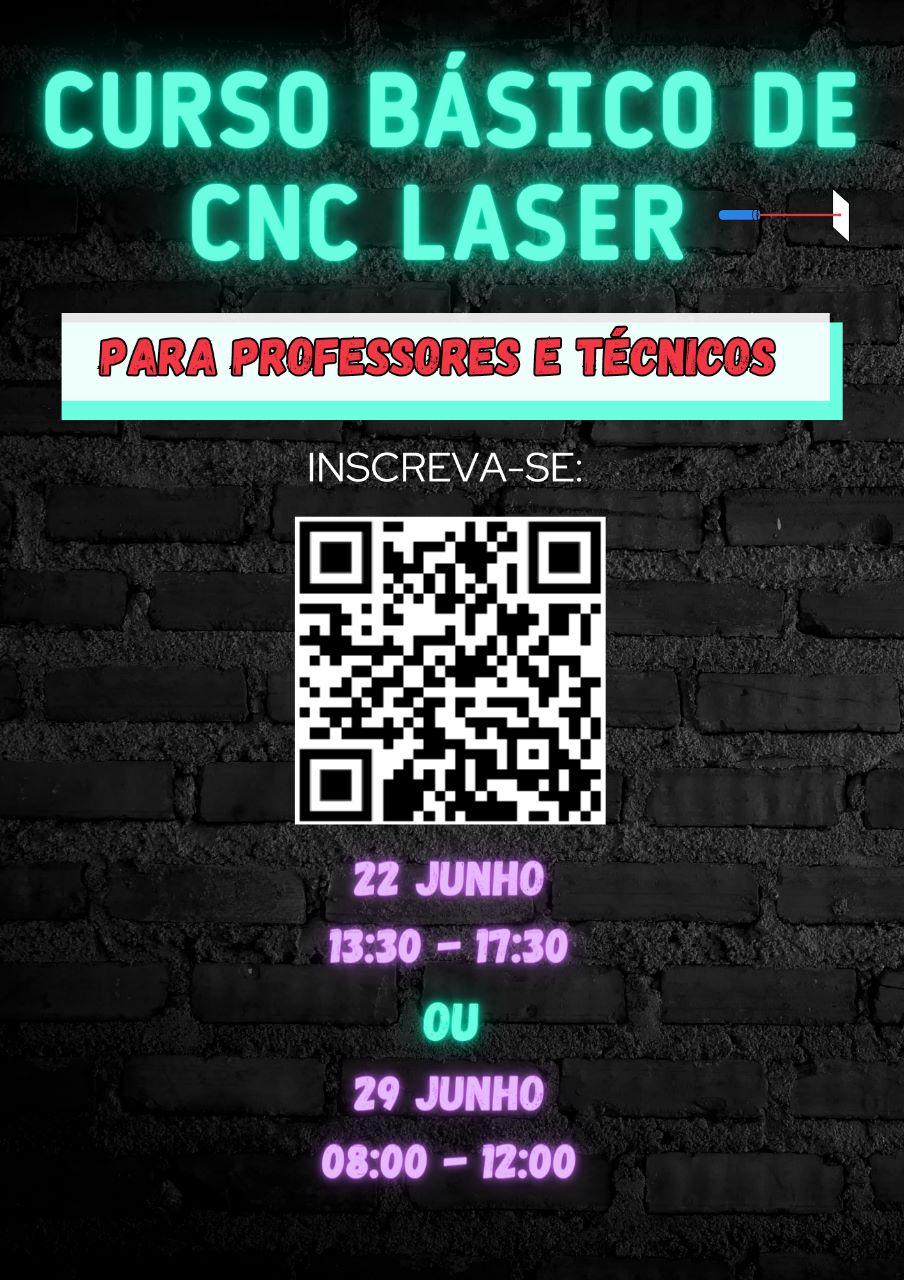 CURSO BÁSICO DE
CNC LASER
PARA PROFESSORES E TÉCNICOS
INSCREVA-SE:
22 JUNHO
13:30 - 17:30
OU
29 JUNHO
08:00 - 12:00